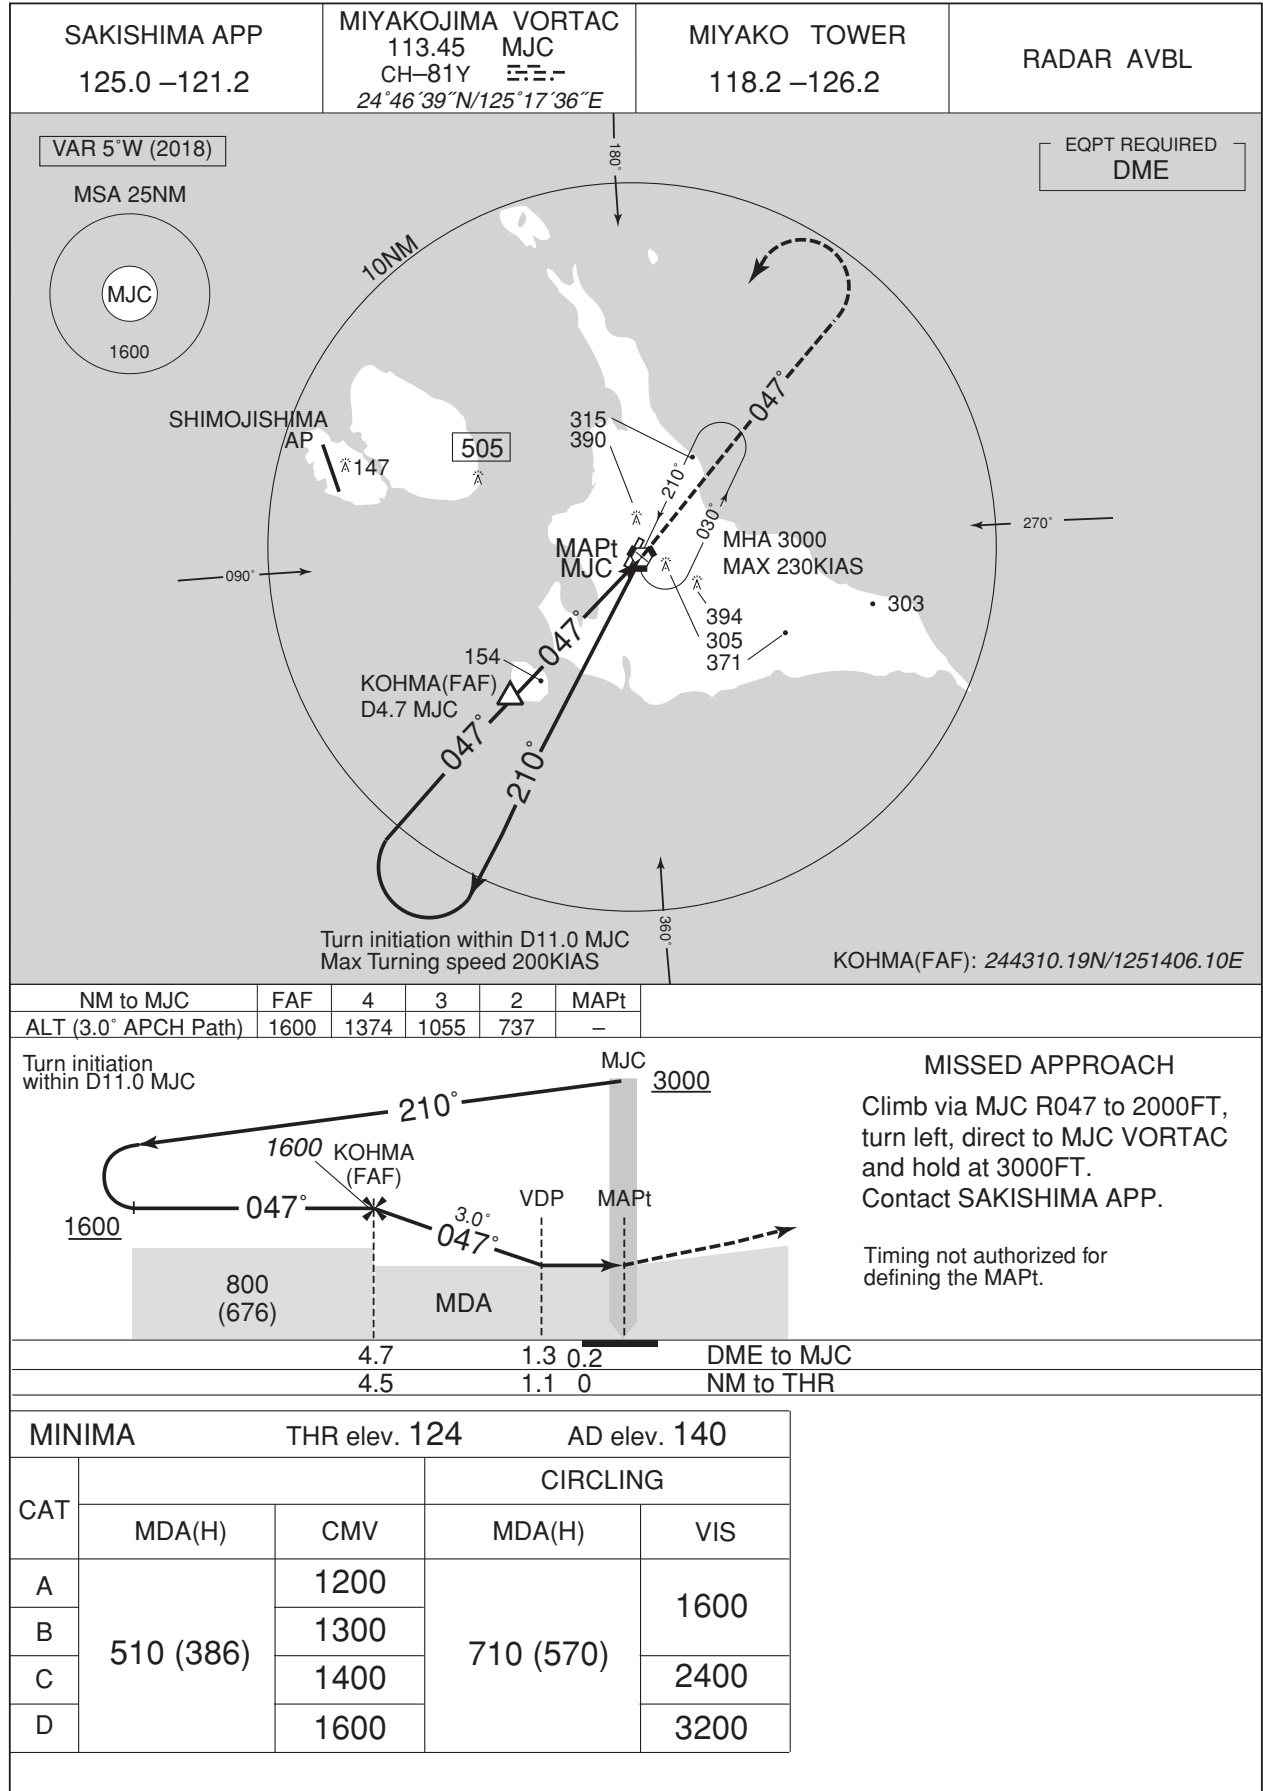 SAKISHIMA APP
125.0 –121.2
MIYAKOJIMA VORTAC
113.45 MJC
CH–81Y
24˚46´39˝N/125˚17´36˝E
MIYAKO TOWER
118.2 –126.2
RADAR AVBL
VAR 5˚W (2018)
MSA 25NM
MJC
1600
180˚
EQPT REQUIRED
DME
10NM
SHIMOJISHIMA
AP
147
505
315
390
047˚
210˚
030˚
270˚
090˚
MAPt
MJC
MHA 3000
MAX 230KIAS
394
305
371
303
047˚
154
KOHMA(FAF)
D4.7 MJC
047˚
210˚
360˚
Turn initiation within D11.0 MJC
Max Turning speed 200KIAS
KOHMA(FAF): 244310.19N/1251406.10E
NM to MJC FAF 4 3 2 MAPt
ALT (3.0˚ APCH Path) 1600 1374 1055 737 –
Turn initiation
within D11.0 MJC
MJC
3000
210˚
1600 KOHMA
(FAF)
1600
047˚
3.0˚
047˚
VDP MAPt
800
(676)
MDA
MISSED APPROACH
Climb via MJC R047 to 2000FT,
turn left, direct to MJC VORTAC
and hold at 3000FT.
Contact SAKISHIMA APP.
Timing not authorized for
defining the MAPt.
4.7 1.3 0.2 DME to MJC
4.5 1.1 0 NM to THR
MINIMA THR elev. 124 AD elev. 140
CAT
CIRCLING
MDA(H) CMV MDA(H) VIS
A 1200 1600
B 1300
510 (386) 710 (570)
C 1400 2400
D 1600 3200